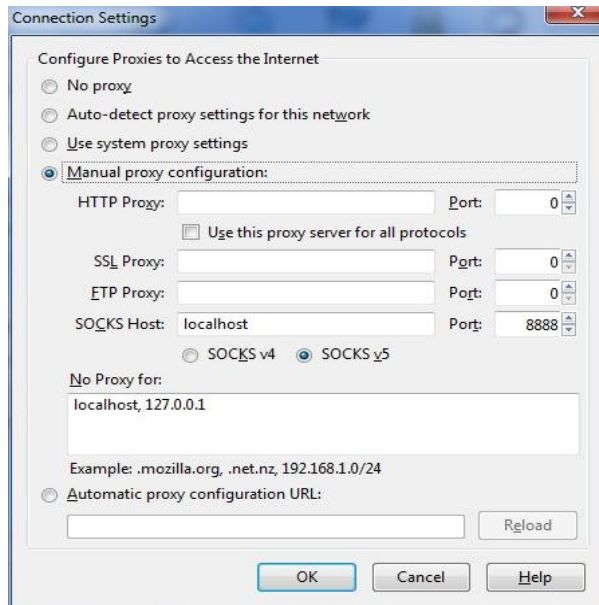 Connection Settings
Configure Proxies to Access the Internet
No proxy
Auto-detect proxy settings for this network
Use system proxy settings
Manual proxy configuration:
HTTP Proxy: Port: 0
Use this proxy server for all protocols
SSL Proxy: Port: 0
FTP Proxy: Port: 0
SOCKS Host: localhost Port: 8888
SOCKS v4 SOCKS v5
No Proxy for:
localhost, 127.0.0.1
Example: .mozilla.org, .net.nz, 192.168.1.0/24
Automatic proxy configuration URL:
Reload
OK Cancel Help